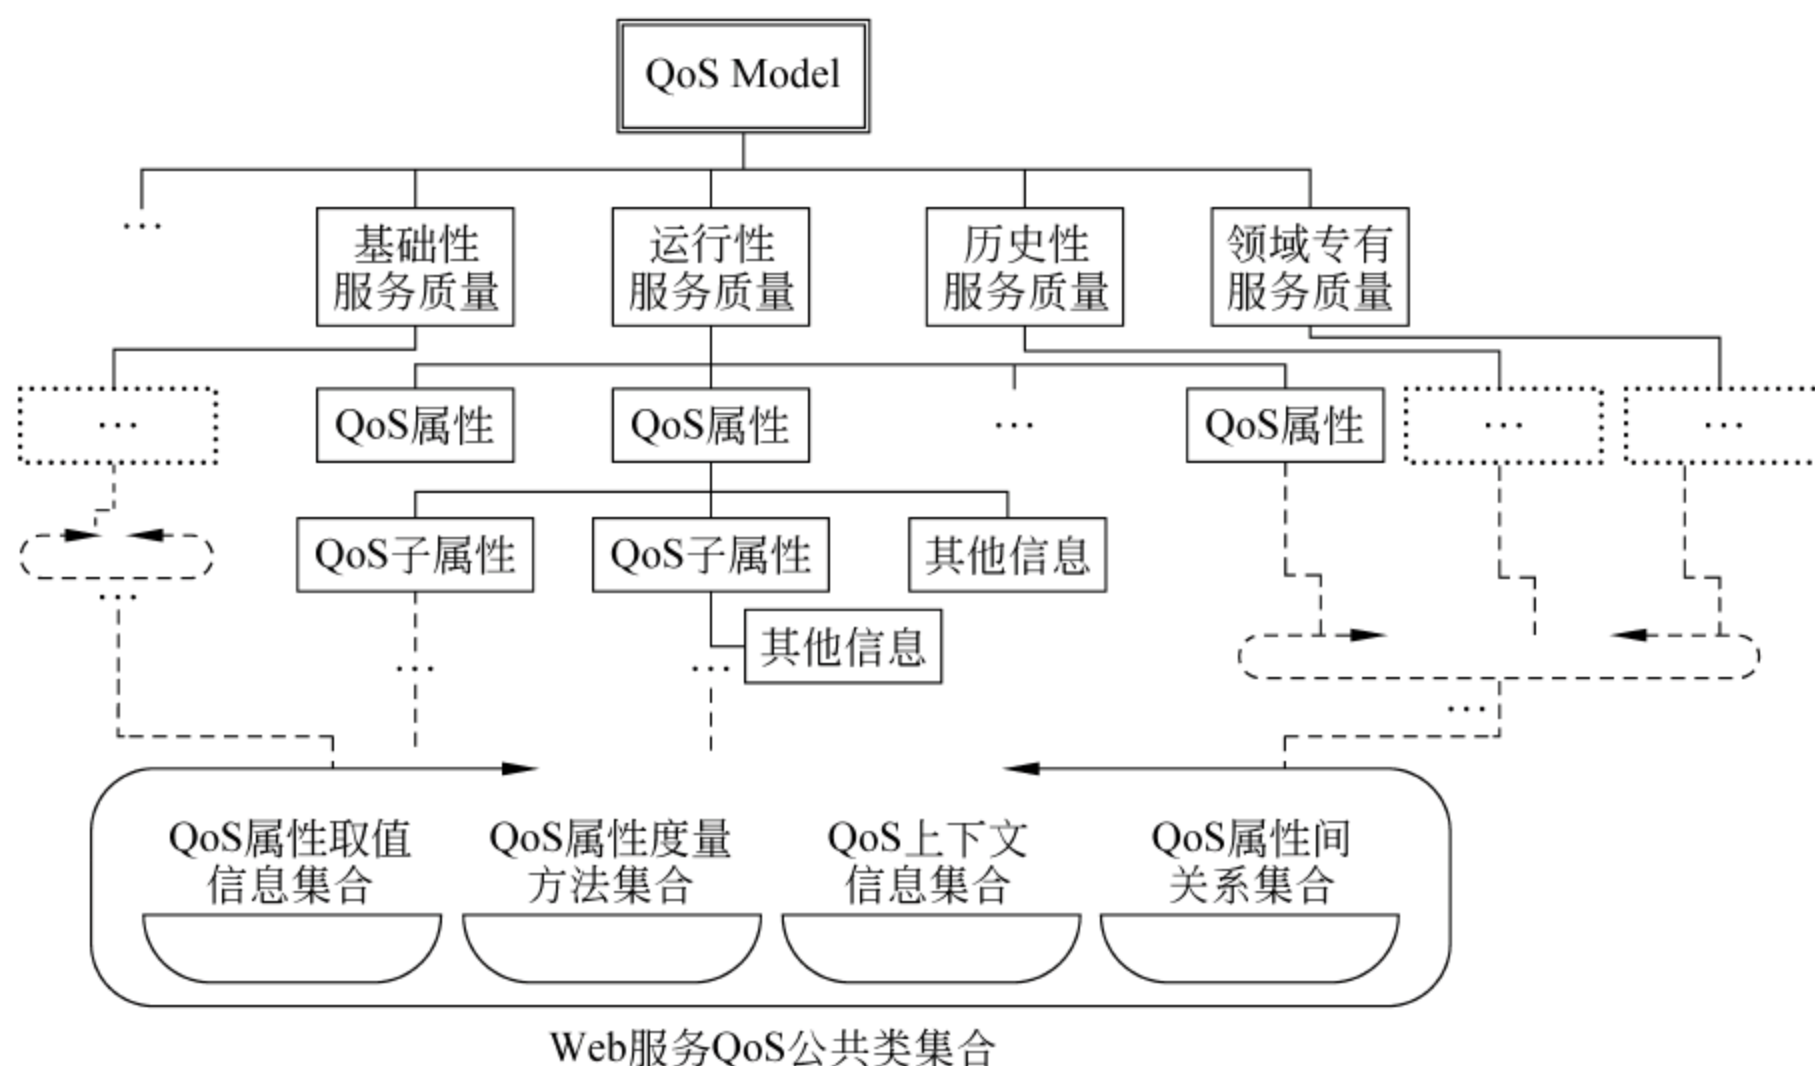 QoS Model
…
基础性
服务质量
运行性
服务质量
历史性
服务质量
领域专有
服务质量
…
QoS属性
QoS属性
…
QoS属性
…
…
QoS子属性
QoS子属性
其他信息
…
其他信息
…
…
…
QoS属性取值
信息集合
QoS属性度量
方法集合
QoS上下文
信息集合
QoS属性间
关系集合
Web服务QoS公共类集合